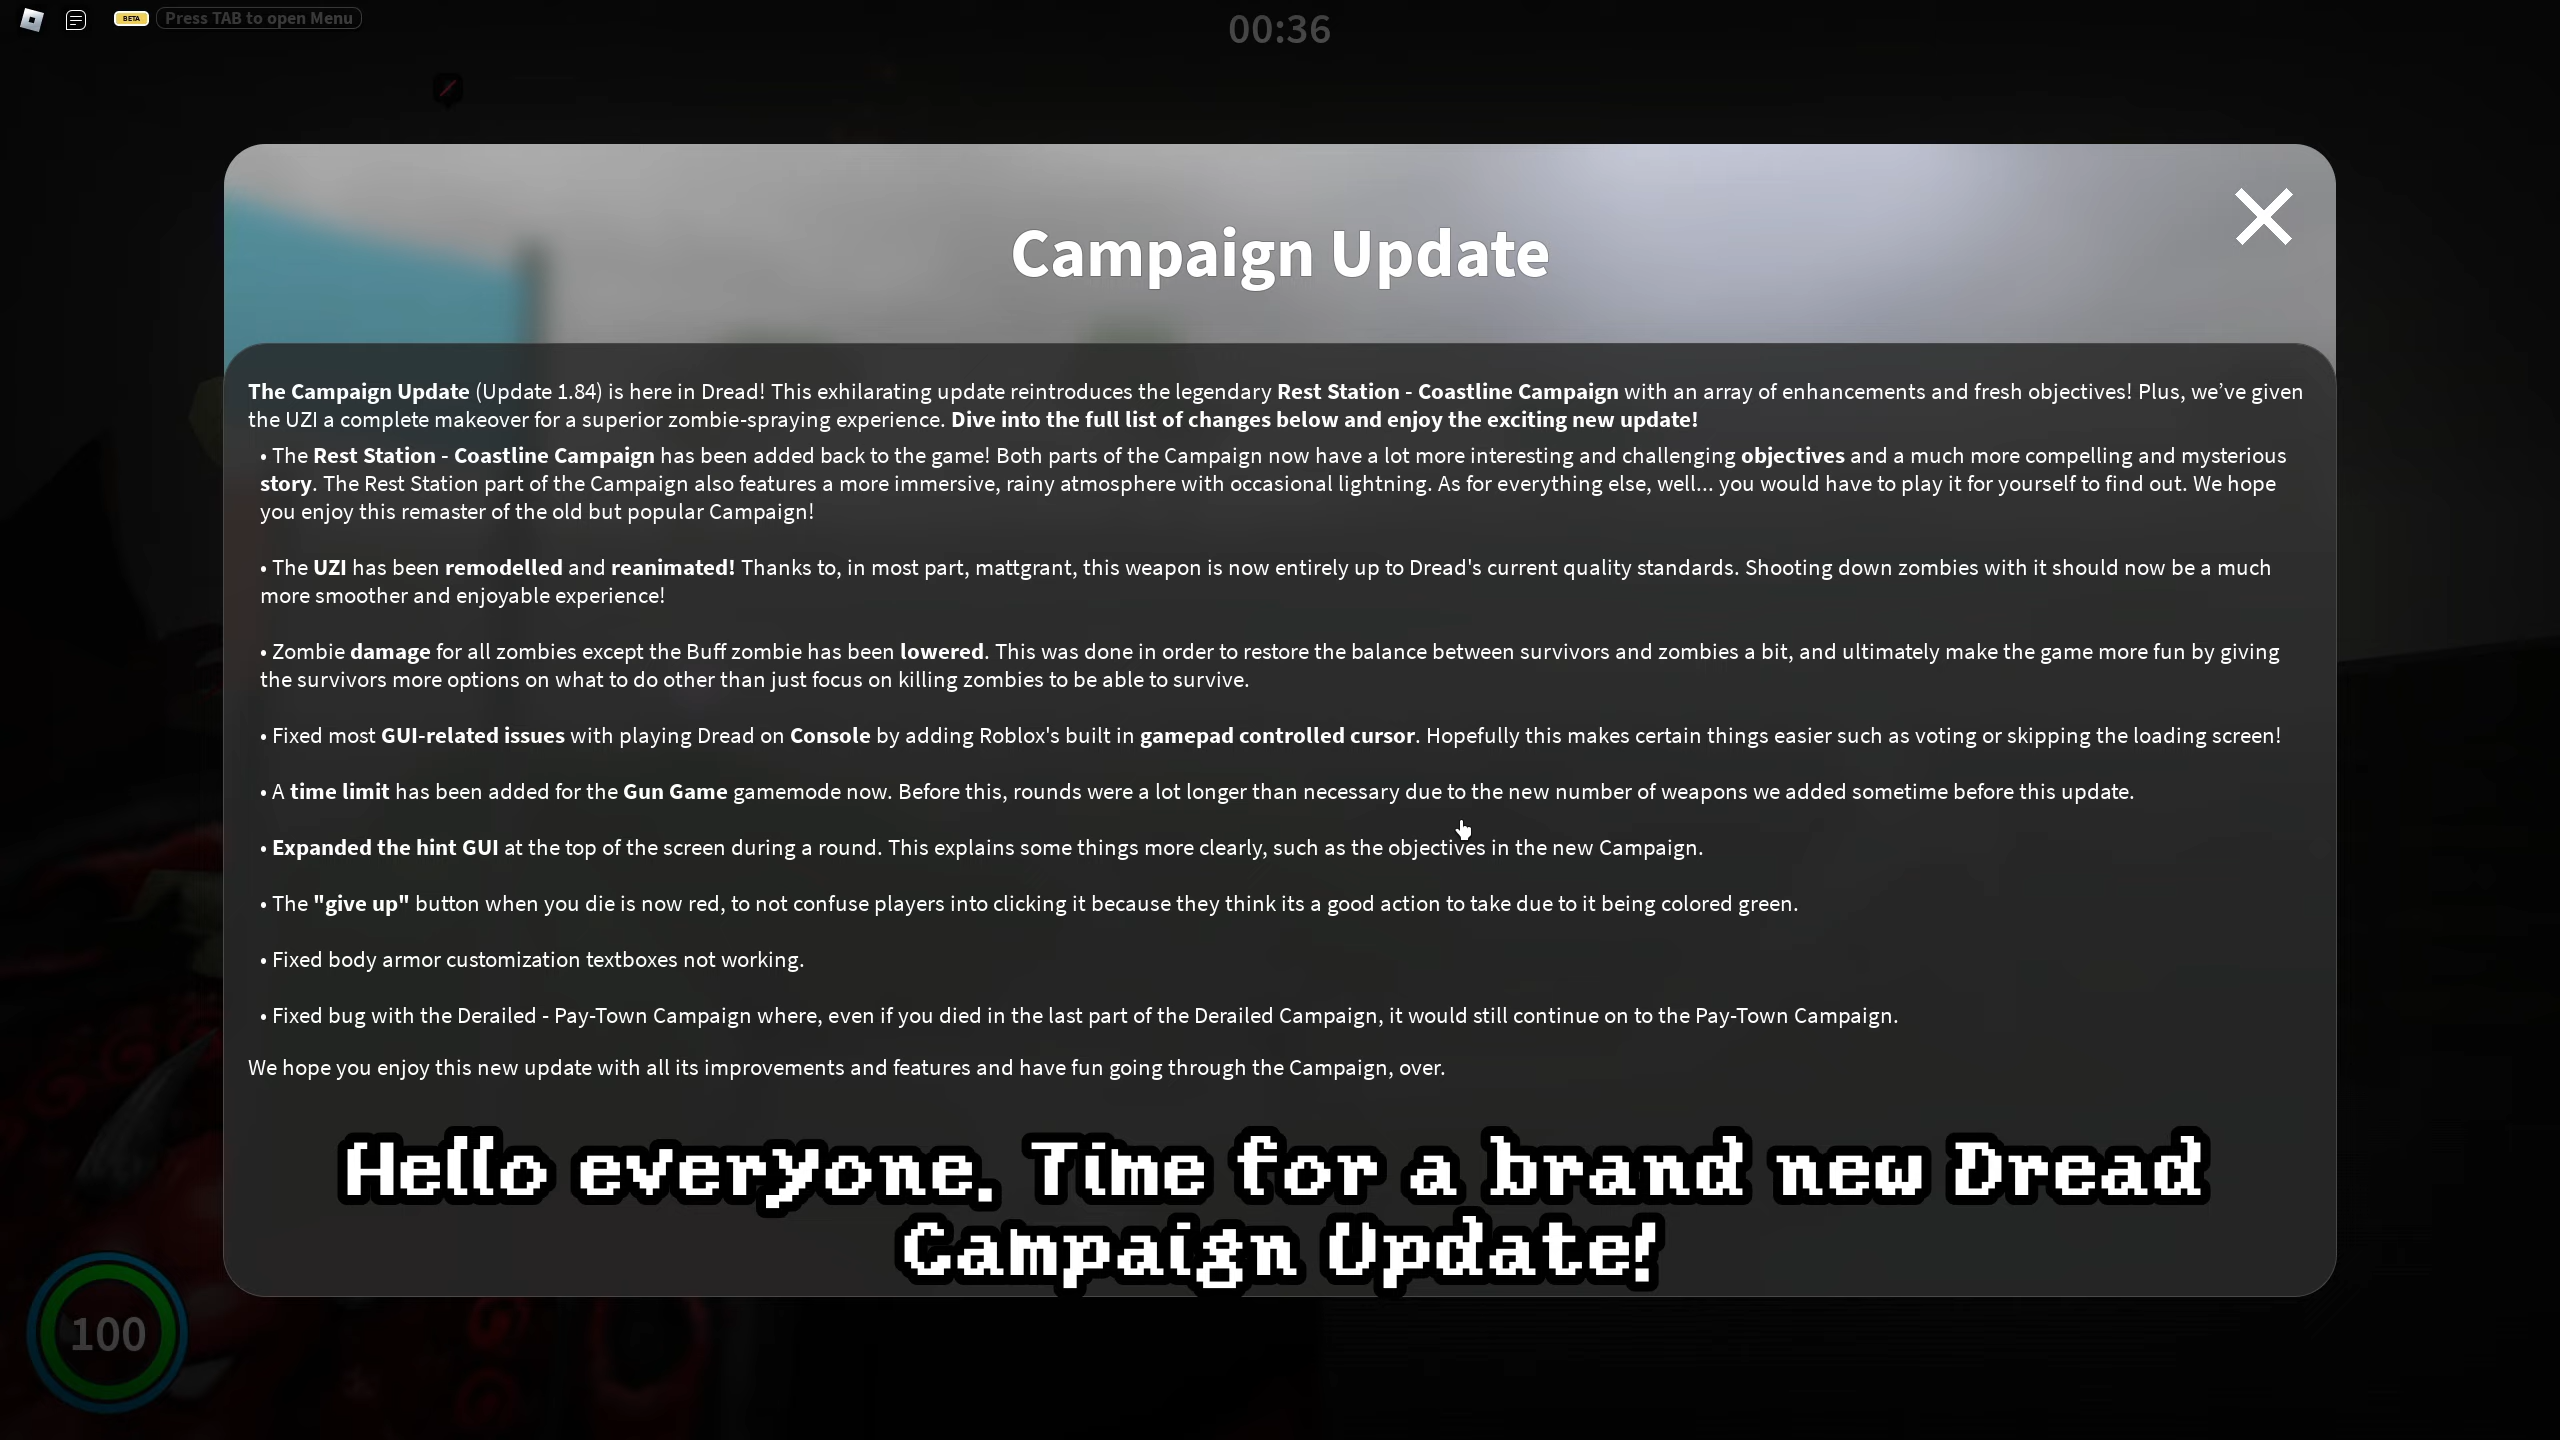 BETA Press TAB to open Menu
00:36
Campaign Update
The Campaign Update (Update 1.84) is here in Dread! This exhilarating update reintroduces the legendary Rest Station - Coastline Campaign with an array of enhancements and fresh objectives! Plus, we’ve given
the UZI a complete makeover for a superior zombie-spraying experience. Dive into the full list of changes below and enjoy the exciting new update!
• The Rest Station - Coastline Campaign has been added back to the game! Both parts of the Campaign now have a lot more interesting and challenging objectives and a much more compelling and mysterious
story. The Rest Station part of the Campaign also features a more immersive, rainy atmosphere with occasional lightning. As for everything else, well... you would have to play it for yourself to find out. We hope
you enjoy this remaster of the old but popular Campaign!
• The UZI has been remodelled and reanimated! Thanks to, in most part, mattgrant, this weapon is now entirely up to Dread's current quality standards. Shooting down zombies with it should now be a much
more smoother and enjoyable experience!
• Zombie damage for all zombies except the Buff zombie has been lowered. This was done in order to restore the balance between survivors and zombies a bit, and ultimately make the game more fun by giving
the survivors more options on what to do other than just focus on killing zombies to be able to survive.
• Fixed most GUI-related issues with playing Dread on Console by adding Roblox's built in gamepad controlled cursor. Hopefully this makes certain things easier such as voting or skipping the loading screen!
• A time limit has been added for the Gun Game gamemode now. Before this, rounds were a lot longer than necessary due to the new number of weapons we added sometime before this update.
• Expanded the hint GUI at the top of the screen during a round. This explains some things more clearly, such as the objectives in the new Campaign.
• The "give up" button when you die is now red, to not confuse players into clicking it because they think its a good action to take due to it being colored green.
• Fixed body armor customization textboxes not working.
• Fixed bug with the Derailed - Pay-Town Campaign where, even if you died in the last part of the Derailed Campaign, it would still continue on to the Pay-Town Campaign.
We hope you enjoy this new update with all its improvements and features and have fun going through the Campaign, over.
Hello everyone. Time for a brand new Dread
Campaign Update!
100